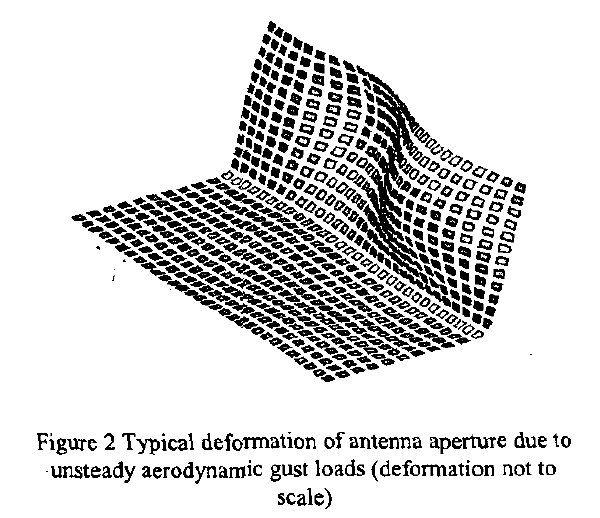 Figure 2 Typical deformation of antenna aperture due to
unsteady aerodynamic gust loads (deformation not to
scale)